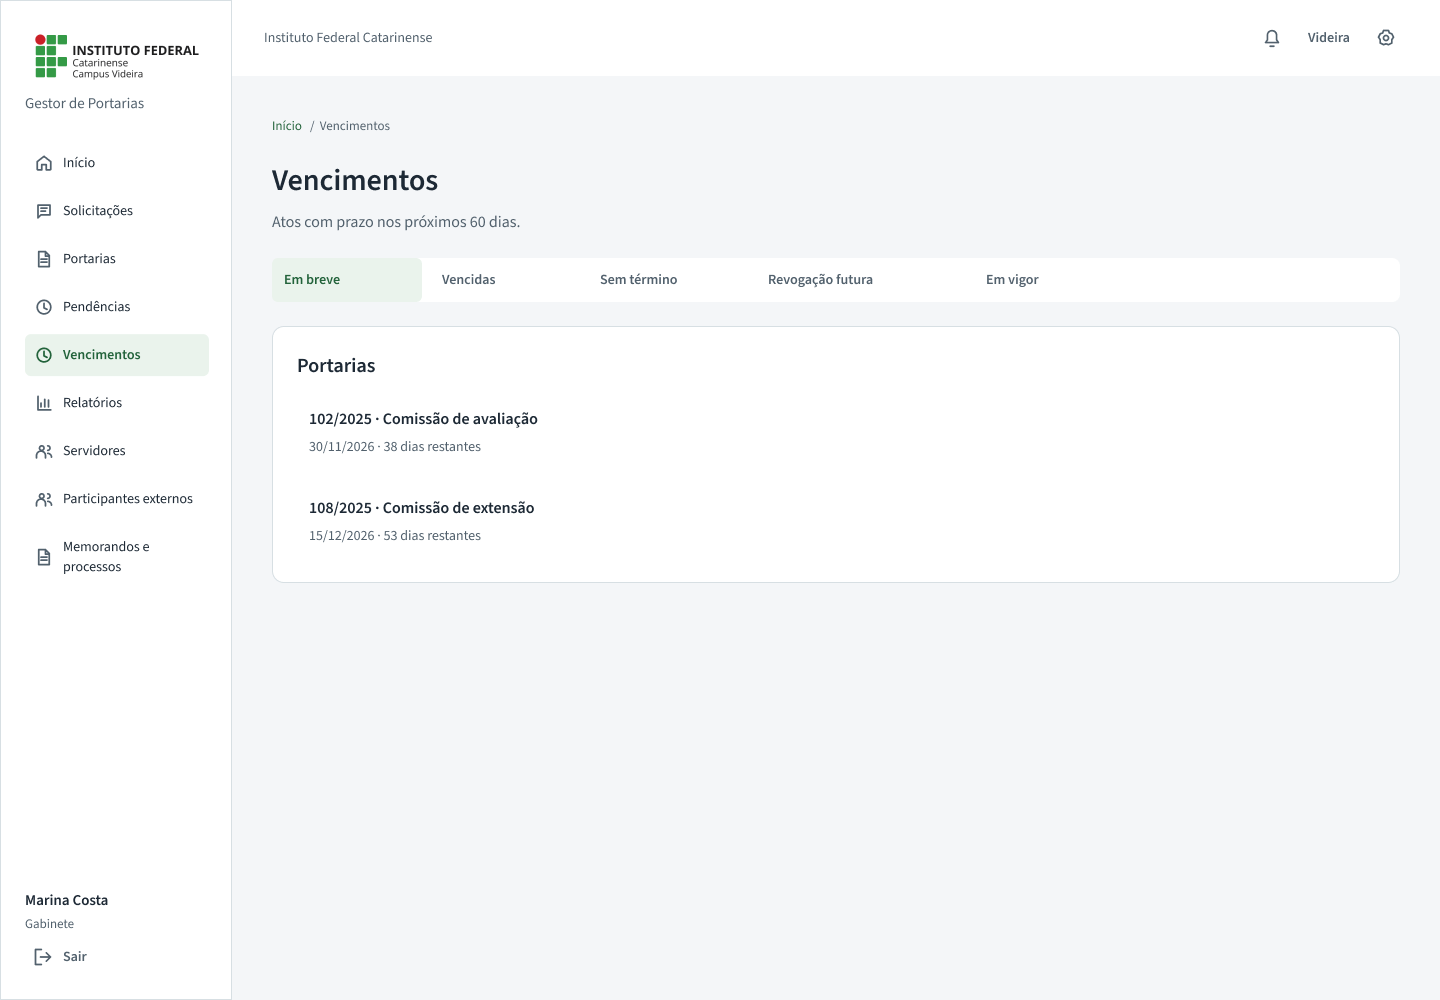 INSTITUTO FEDERAL
Catarinense
Campus Videira
Gestor de Portarias
Início
Solicitações
Portarias
Pendências
Vencimentos
Relatórios
Servidores
Participantes externos
Memorandos e
processos
Marina Costa
Gabinete
Sair
Instituto Federal Catarinense
Videira
Início / Vencimentos
Vencimentos
Atos com prazo nos próximos 60 dias.
Em breve
Vencidas
Sem término
Revogação futura
Em vigor
Portarias
102/2025 · Comissão de avaliação
30/11/2026 · 38 dias restantes
108/2025 · Comissão de extensão
15/12/2026 · 53 dias restantes